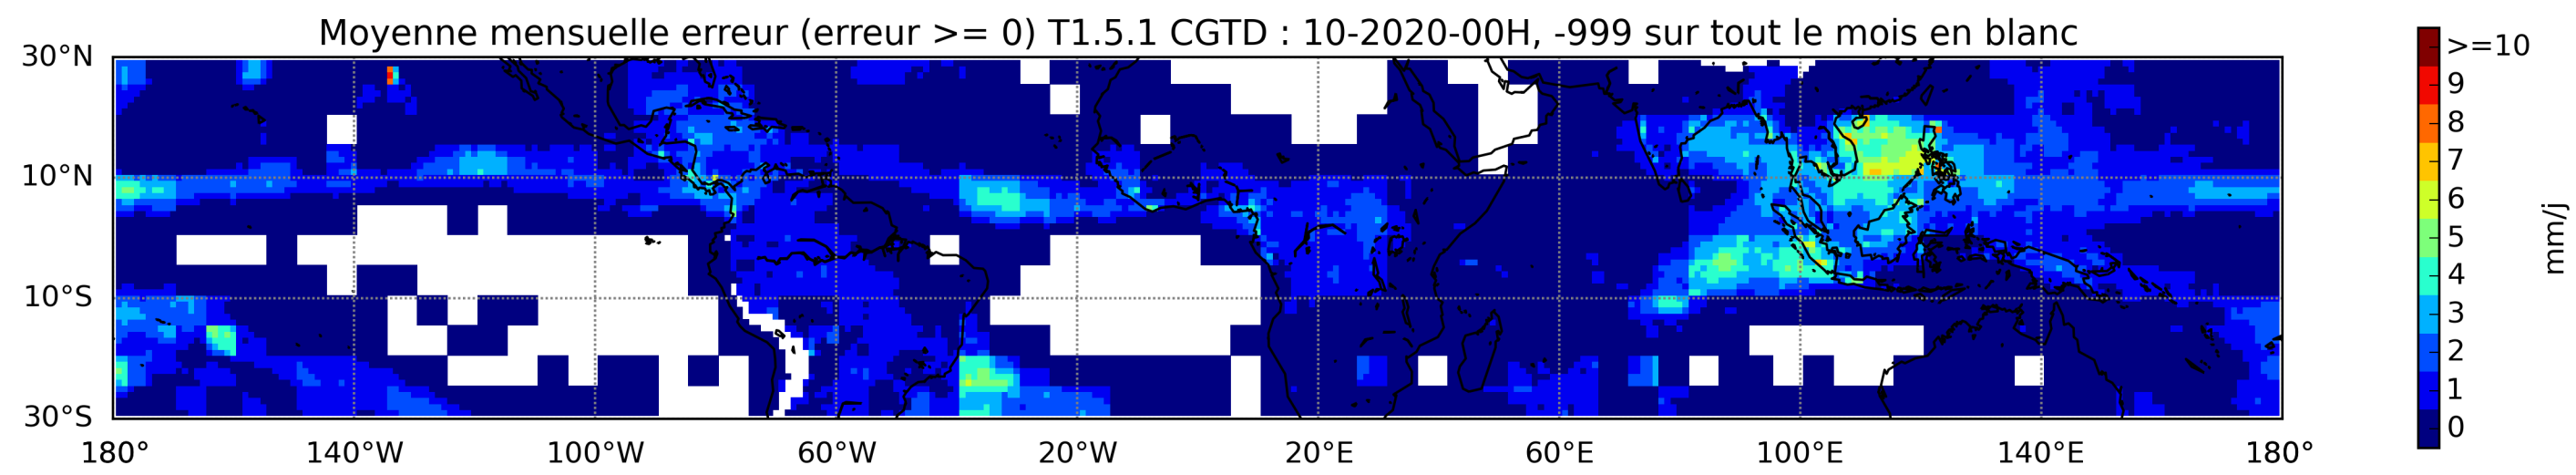 Moyenne mensuelle erreur (erreur >= 0) T1.5.1 CGTD : 10-2020-00H, -999 sur tout le mois en blanc
30°N
10°N
10°S
30°S
180°
140°W
100°W
60°W
20°W
20°E
60°E
100°E
140°E
180°
>=10
9
8
7
6
5
4
3
2
1
0
mm/j